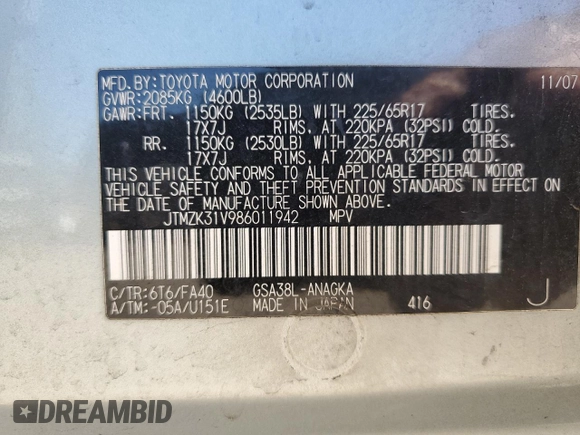 MFD. BY: TOYOTA MOTOR CORPORATION 11/07
GVWR: 2085KG (4600LB)
GAWR: FRT. 1150KG (2535LB) WITH 225/65R17 TIRES.
17X7J RIMS, AT 220KPA (32PSI) COLD.
RR. 1150KG (2530LB) WITH 225/65R17 TIRES.
17X7J RIMS, AT 220KPA (32PSI) COLD.
THIS VEHICLE CONFORMS TO ALL APPLICABLE FEDERAL MOTOR
VEHICLE SAFETY AND THEFT PREVENTION STANDARDS IN EFFECT ON
THE DATE OF MANUFACTURE SHOWN ABOVE.
JTMZK31V986011942 MPV
C/TR: 6T6/FA40 GSA38L-ANAGKA
A/TM: -05A/U151E MADE IN JAPAN 416 J
DREAMBID